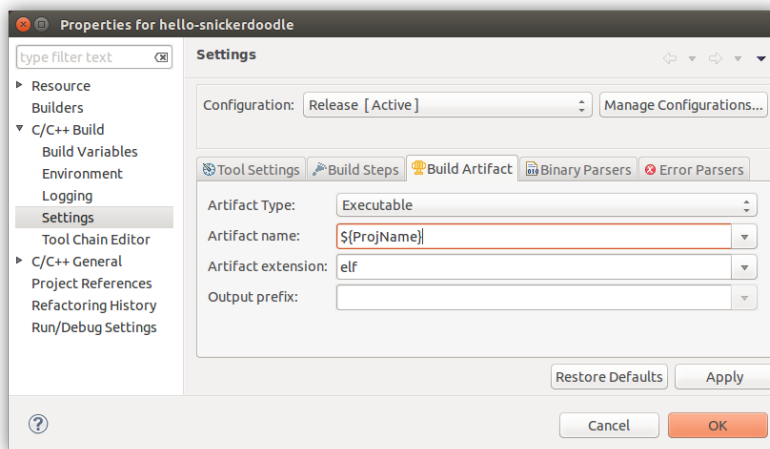 Properties for hello-snickerdoodle
type filter text
Resource
Builders
C/C++ Build
Build Variables
Environment
Logging
Settings
Tool Chain Editor
C/C++ General
Project References
Refactoring History
Run/Debug Settings
Settings
Configuration: Release [ Active ] Manage Configurations...
Tool Settings Build Steps Build Artifact Binary Parsers Error Parsers
Artifact Type: Executable
Artifact name: ${ProjName}
Artifact extension: elf
Output prefix:
Restore Defaults Apply
Cancel OK